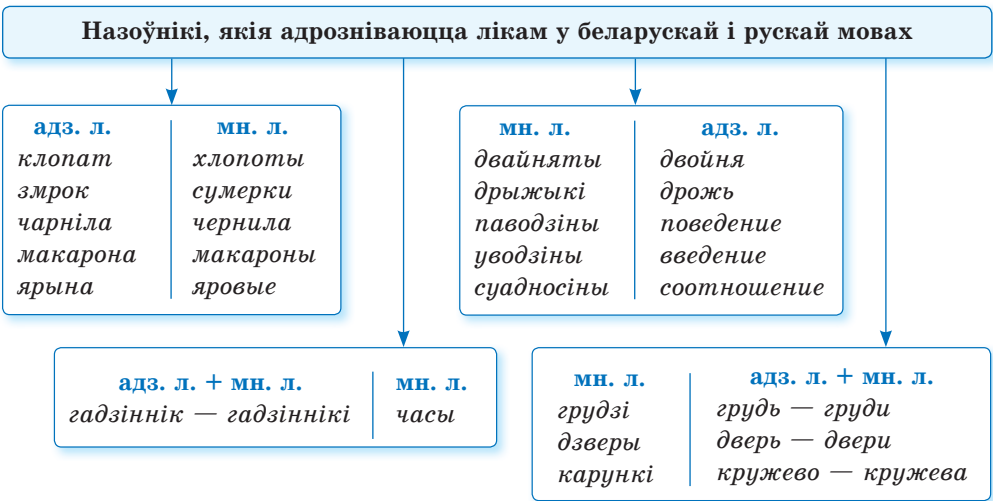 Назоўнікі, якія адрозніваюцца лікам у беларускай і рускай мовах
адз. л. мн. л.
клопат хлопоты
змрок сумерки
чарніла чернила
макарона макароны
ярына яровые
мн. л. адз. л.
двайняты двойня
дрыжыкі дрожь
паводзіны поведение
уводзіны введение
суадносіны соотношение
адз. л. + мн. л. мн. л.
гадзіннік — гадзіннікі часы
мн. л. адз. л. + мн. л.
грудзі грудь — груди
дзверы дверь — двери
карункі кружево — кружева